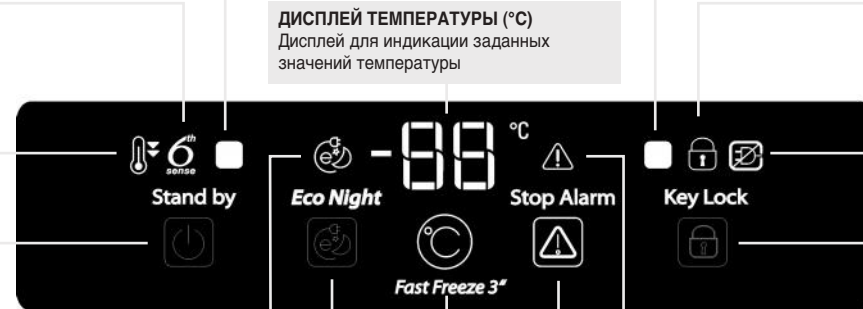 ДИСПЛЕЙ ТЕМПЕРАТУРЫ (°C)
Дисплей для индикации заданных
значений температуры
6th sense
-88 °C
Stand by
Eco Night
Stop Alarm
Key Lock
e
e
°C
Fast Freeze 3"